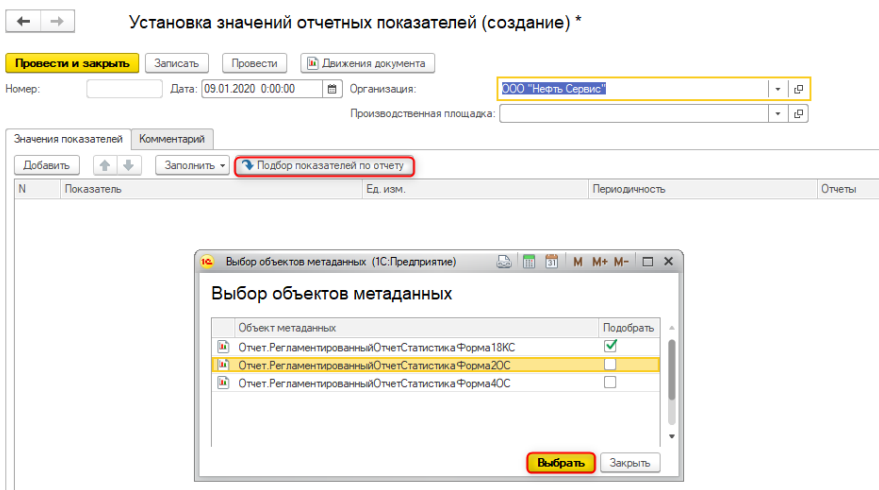 Установка значений отчетных показателей (создание) *
Провести и закрыть Записать Провести Движения документа
Номер: Дата: 09.01.2020 0:00:00 Организация: ООО "Нефть Сервис"
Производственная площадка:
Значения показателей Комментарий
Добавить Заполнить Подбор показателей по отчету
N Показатель Ед. изм. Периодичность Отчеты
1С Выбор объектов метаданных (1С:Предприятие) 31 M M+ M-
Выбор объектов метаданных
Объект метаданных Подобрать
Отчет.РегламентированныйОтчетСтатистикаФорма18КС
Отчет.РегламентированныйОтчетСтатистикаФорма2ОС
Отчет.РегламентированныйОтчетСтатистикаФорма4ОС
Выбрать Закрыть